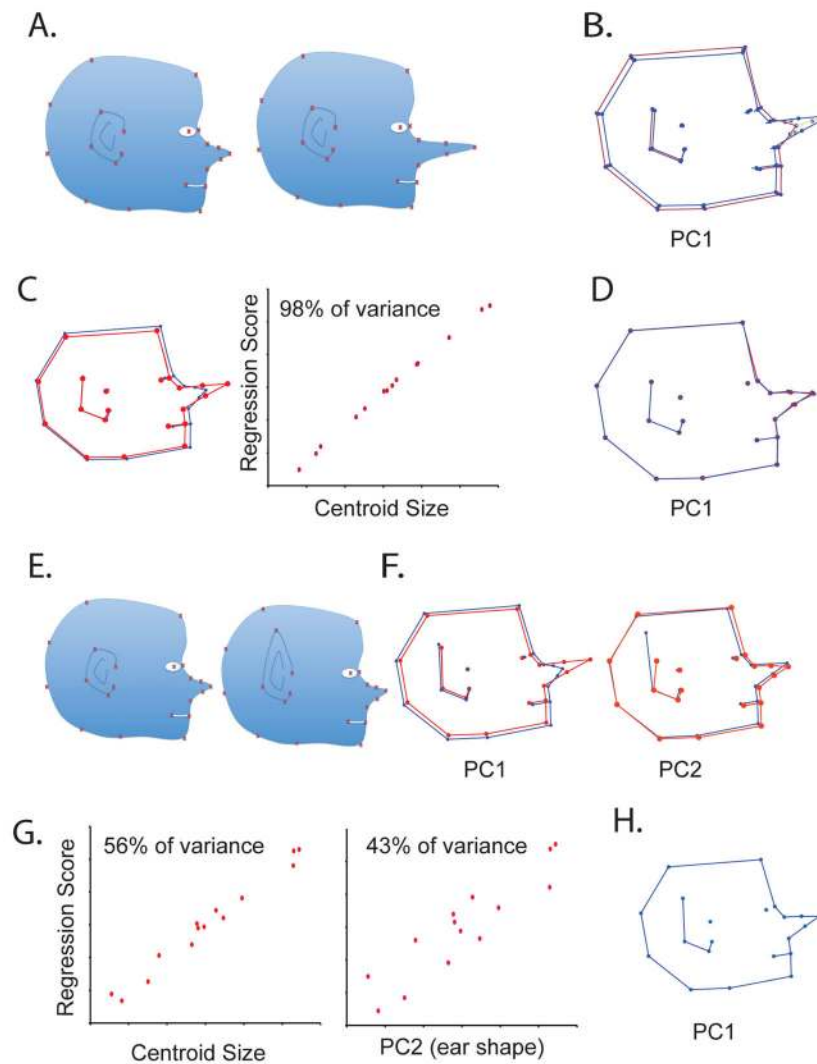 A.
B.
PC1
C
98% of variance
Regression Score
Centroid Size
D
PC1
E.
F.
PC1
PC2
G.
56% of variance
Regression Score
Centroid Size
43% of variance
PC2 (ear shape)
H.
PC1